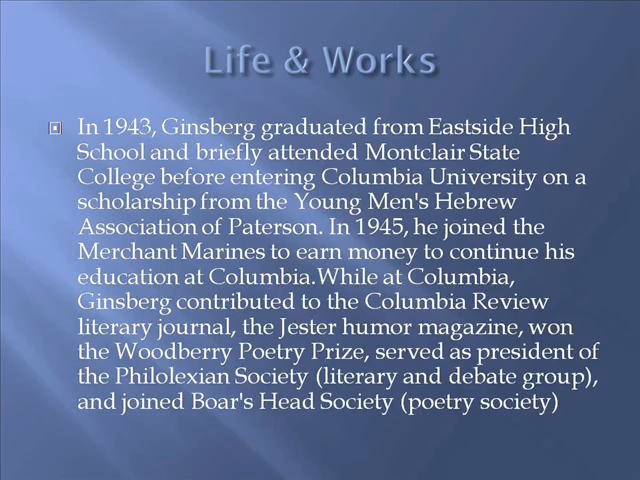 Life & Works
In 1943, Ginsberg graduated from Eastside High
School and briefly attended Montclair State
College before entering Columbia University on a
scholarship from the Young Men's Hebrew
Association of Paterson. In 1945, he joined the
Merchant Marines to earn money to continue his
education at Columbia.While at Columbia,
Ginsberg contributed to the Columbia Review
literary journal, the Jester humor magazine, won
the Woodberry Poetry Prize, served as president of
the Philolexian Society (literary and debate group),
and joined Boar's Head Society (poetry society)